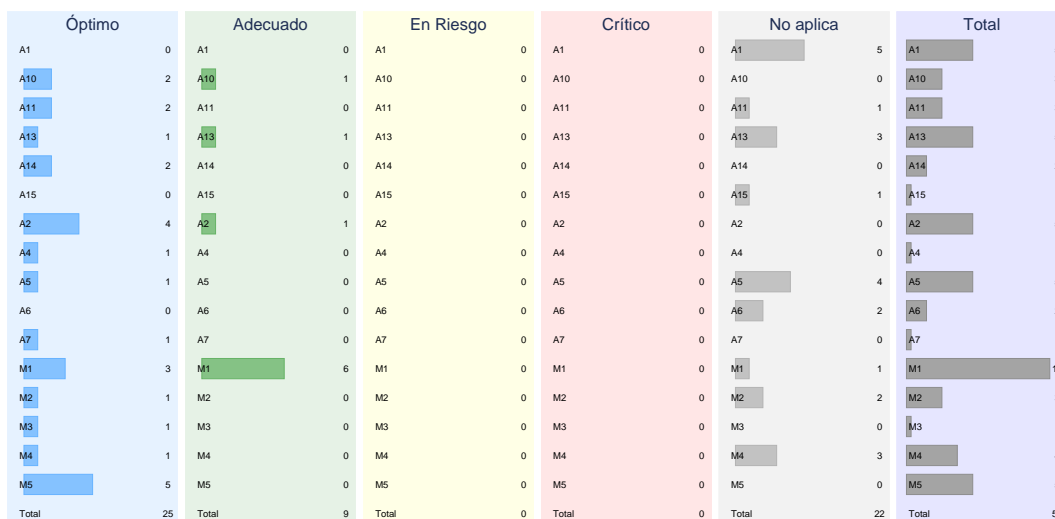 Óptimo Adecuado En Riesgo Crítico No aplica Total
A1 0 A1 0 A1 0 A1 0 A1 5 A1
A10 2 A10 1 A10 0 A10 0 A10 0 A10
A11 2 A11 0 A11 0 A11 0 A11 1 A11
A13 1 A13 1 A13 0 A13 0 A13 3 A13
A14 2 A14 0 A14 0 A14 0 A14 0 A14
A15 0 A15 0 A15 0 A15 0 A15 1 A15
A2 4 A2 1 A2 0 A2 0 A2 0 A2
A4 1 A4 0 A4 0 A4 0 A4 0 A4
A5 1 A5 0 A5 0 A5 0 A5 4 A5
A6 0 A6 0 A6 0 A6 0 A6 2 A6
A7 1 A7 0 A7 0 A7 0 A7 0 A7
M1 3 M1 6 M1 0 M1 0 M1 1 M1 1
M2 1 M2 0 M2 0 M2 0 M2 2 M2
M3 1 M3 0 M3 0 M3 0 M3 0 M3
M4 1 M4 0 M4 0 M4 0 M4 3 M4
M5 5 M5 0 M5 0 M5 0 M5 0 M5
Total 25 Total 9 Total 0 Total 0 Total 22 Total 5